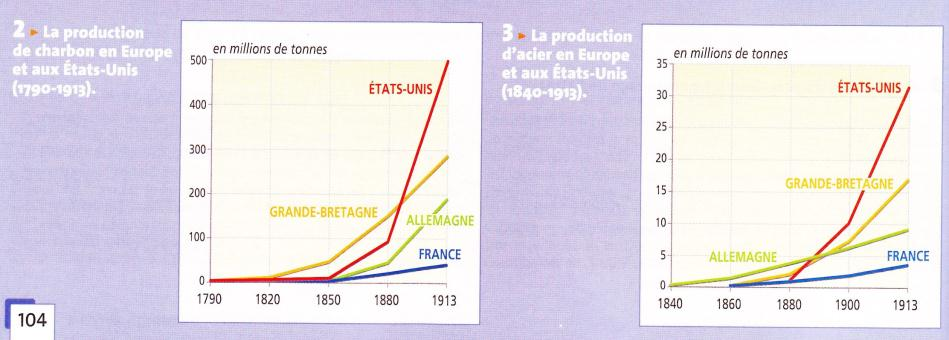 2 ► La production
de charbon en Europe
et aux États-Unis
(1790-1913).
en millions de tonnes
500
400
300
200
100
0
ÉTATS-UNIS
GRANDE-BRETAGNE
ALLEMAGNE
FRANCE
1790 1820 1850 1880 1913
3 ► La production
d'acier en Europe
et aux États-Unis
(1840-1913).
en millions de tonnes
35
30
25
20
15
10
5
0
ÉTATS-UNIS
GRANDE-BRETAGNE
ALLEMAGNE
FRANCE
1840 1860 1880 1900 1913
104